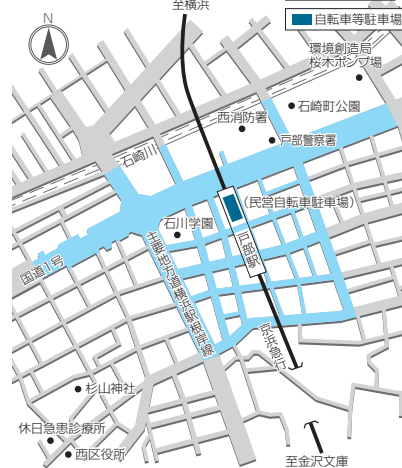 至横浜
N
自転車等駐車場
環境創造局
桜木ポンプ場
石崎町公園
西消防署
戸部警察署
石崎川
(民営自転車駐車場)
石川学園
戸部駅
国道1号
主要地方道横浜駅根岸線
京浜急行
杉山神社
休日急患診療所
西区役所
至金沢文庫